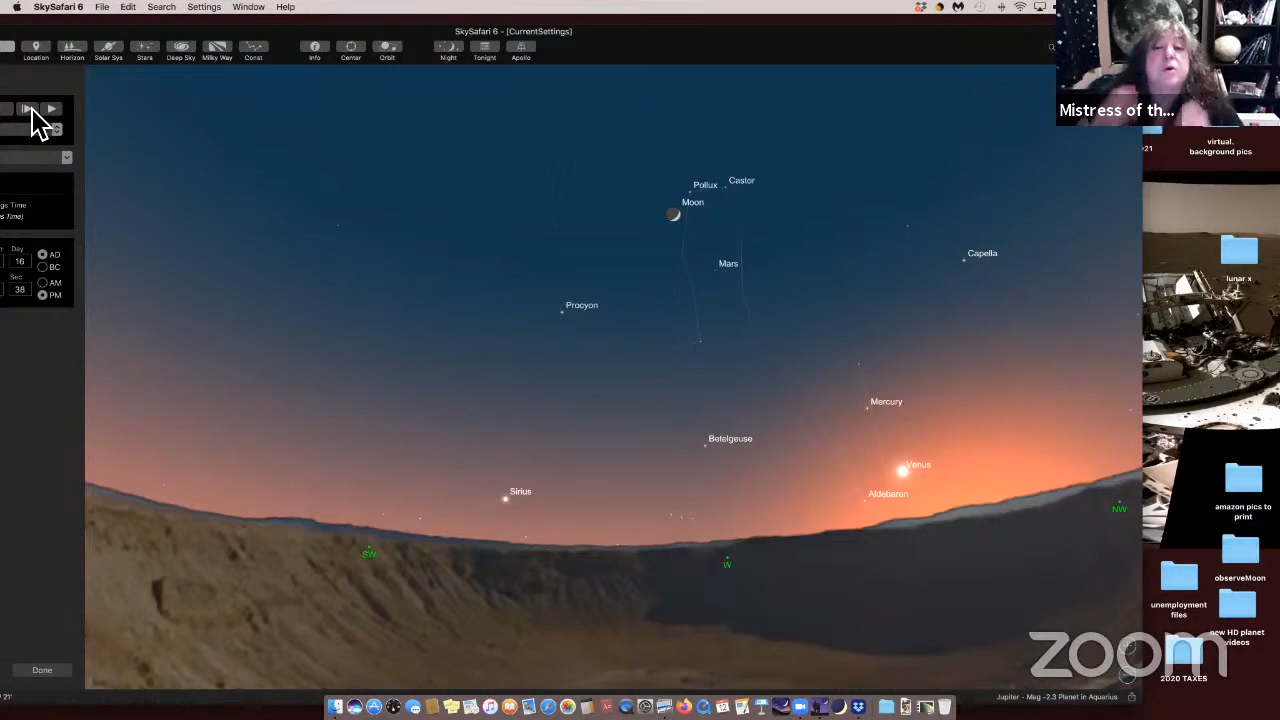 SkySafari 6 File Edit Search Settings Window Help
SkySafari 6 - [CurrentSettings]
Location Horizon Solar Sys Stars Deep Sky Milky Way Const Info Center Orbit Night Tonight Apollo
Mistress of th...
21
virtual.
background pics
Pollux Castor
Moon
Capella
Mars
Procyon
Mercury
Betelgeuse
Venus
Sirius
Aldebaran
SW
W
NW
gs Time
s Time)
Day
16
AD
BC
Sec
38
AM
PM
lunar x
amazon pics to
print
observeMoon
unemployment
files
new HD planet
videos
2020 TAXES
zoom
Done
Jupiter - Mag -2.3 Planet in Aquarius